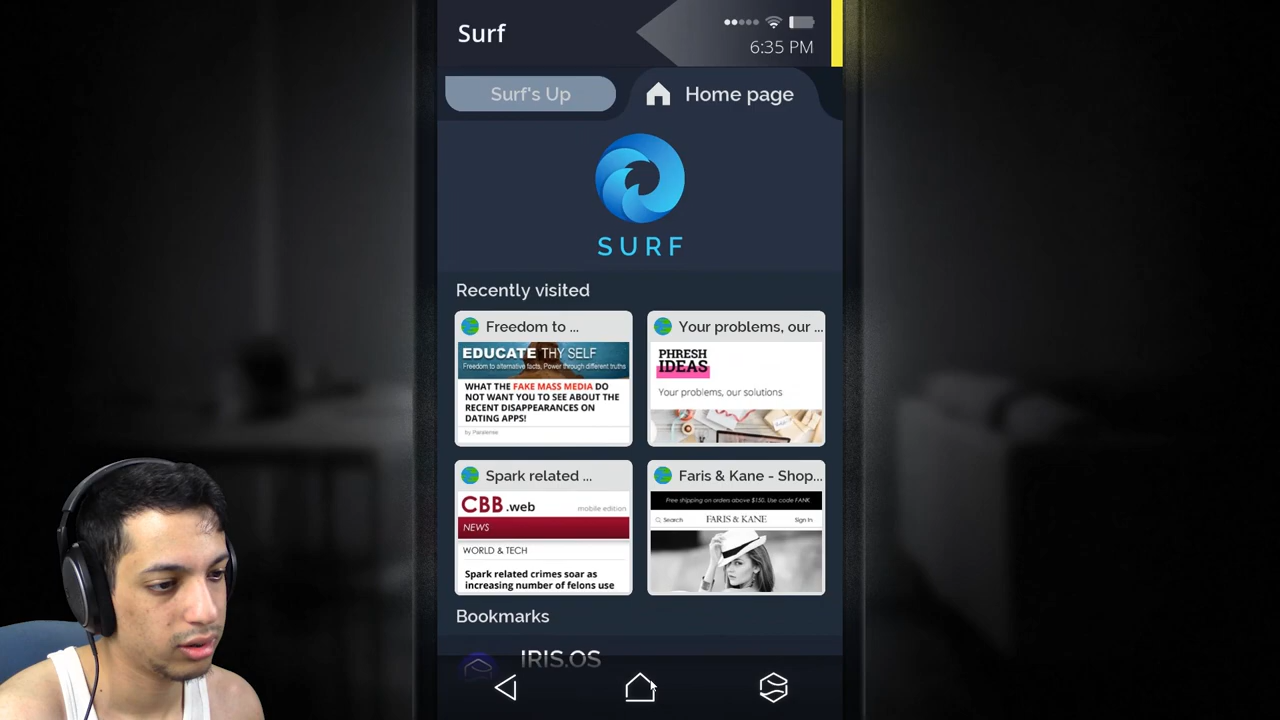 Surf
6:35 PM
Surf's Up
Home page
SURF
Recently visited
Freedom to ...
EDUCATE THY SELF
Freedom to alternative facts, Power through different truths
WHAT THE FAKE MASS MEDIA DO
NOT WANT YOU TO SEE ABOUT THE
RECENT DISAPPEARANCES ON
DATING APPS!
by Paralense
Your problems, our ...
PHRESH
IDEAS
Your problems, our solutions
Spark related ...
CBB.web
mobile edition
NEWS
WORLD & TECH
Spark related crimes soar as
increasing number of felons use
Faris & Kane - Shop...
Free shipping on orders above $150, Use code FANK
Search
FARIS & KANE
Sign In
Bookmarks
IRIS.OS